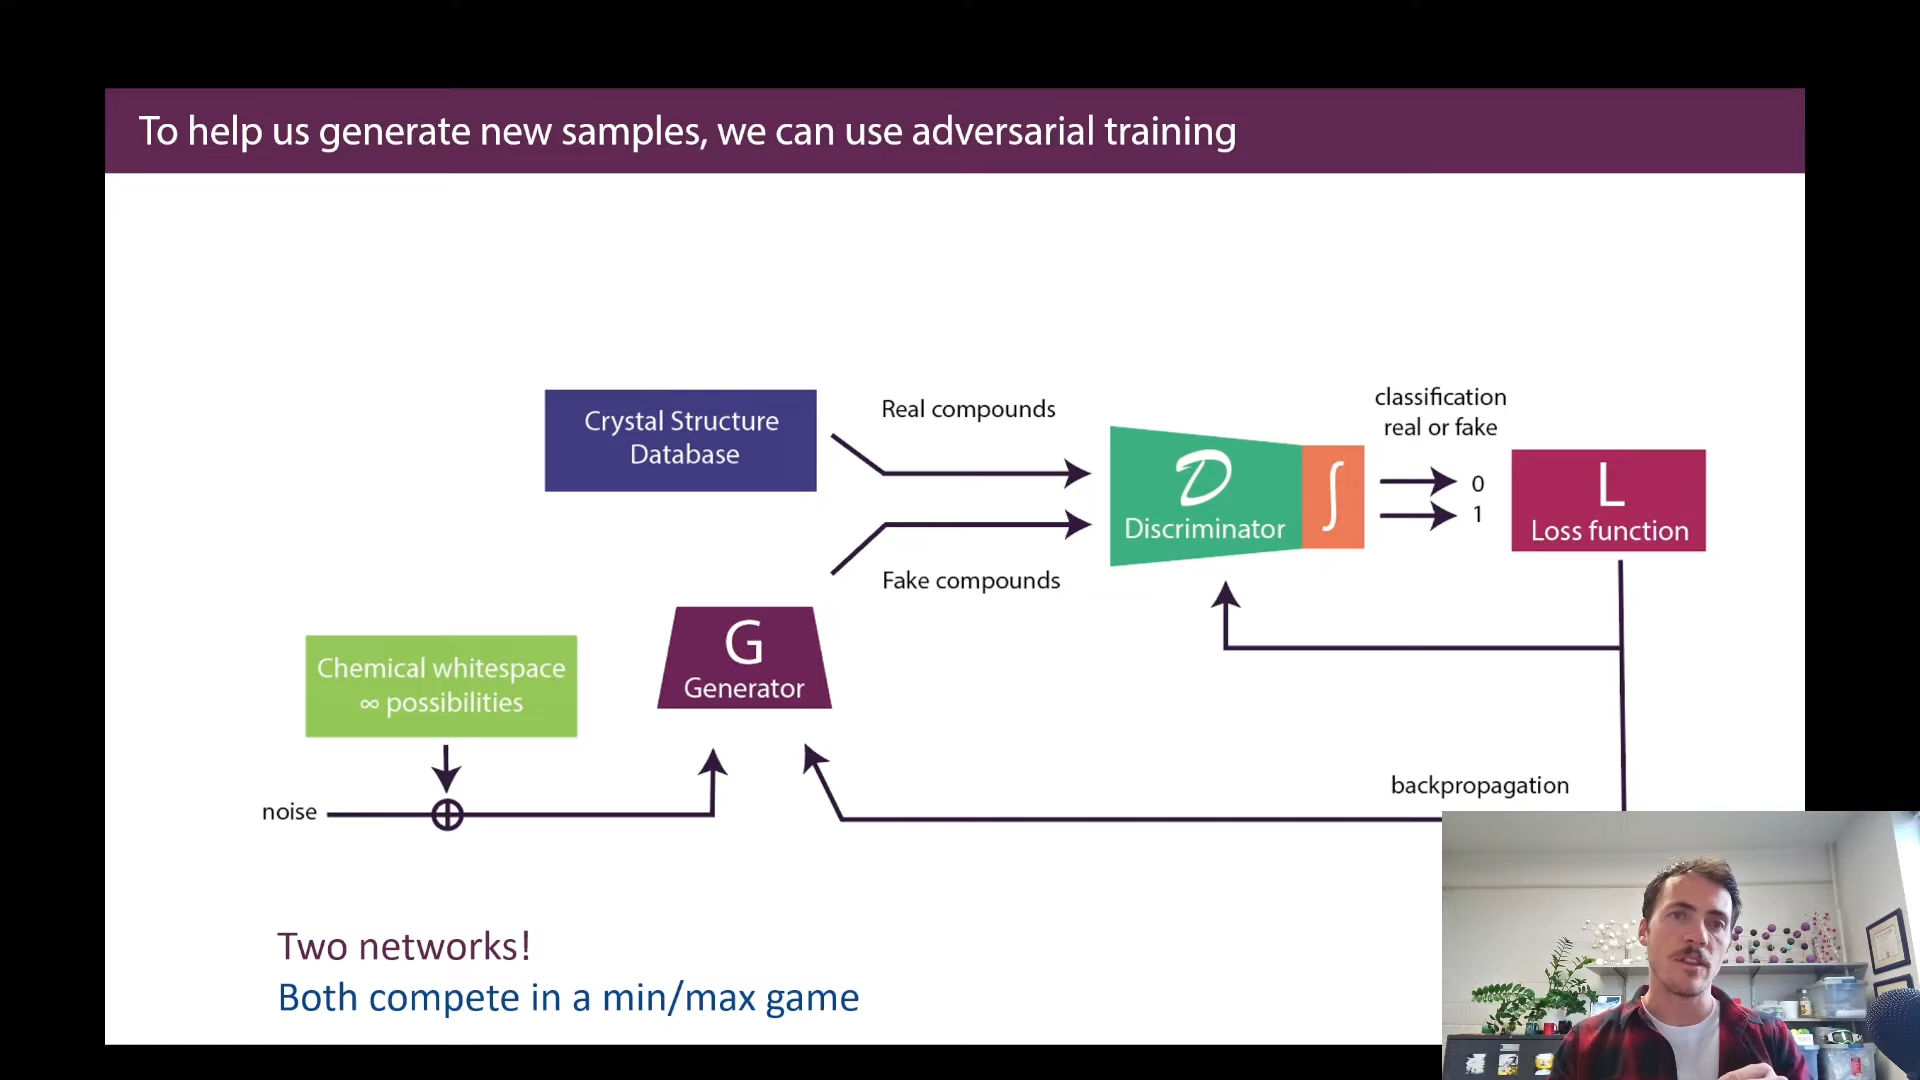 To help us generate new samples, we can use adversarial training
Crystal Structure
Database
Real compounds
Fake compounds
D
Discriminator
∫
classification
real or fake
0
1
L
Loss function
G
Generator
Chemical whitespace
∞ possibilities
noise
backpropagation
Two networks!
Both compete in a min/max game